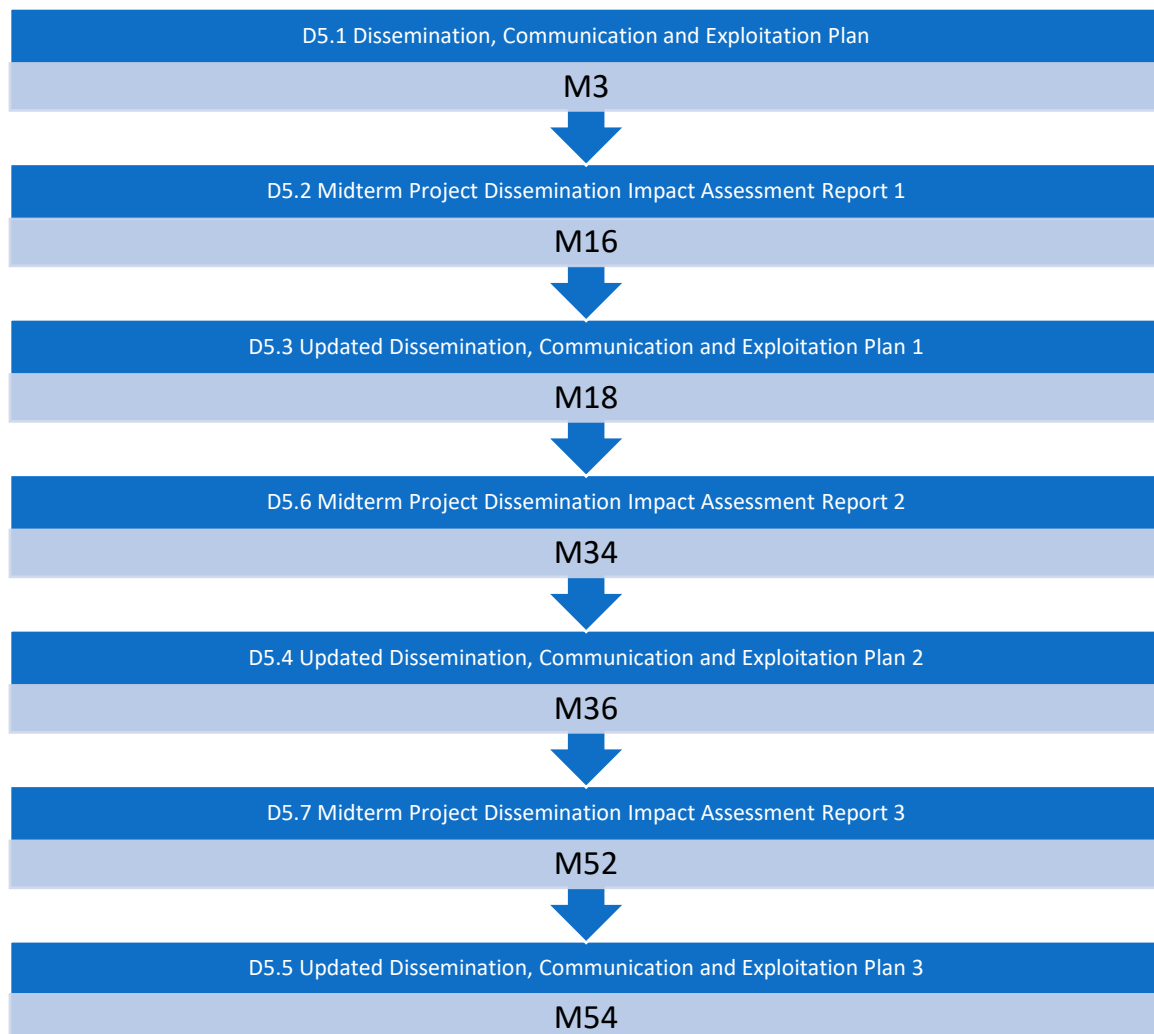 D5.1 Dissemination, Communication and Exploitation Plan
M3
D5.2 Midterm Project Dissemination Impact Assessment Report 1
M16
D5.3 Updated Dissemination, Communication and Exploitation Plan 1
M18
D5.6 Midterm Project Dissemination Impact Assessment Report 2
M34
D5.4 Updated Dissemination, Communication and Exploitation Plan 2
M36
D5.7 Midterm Project Dissemination Impact Assessment Report 3
M52
D5.5 Updated Dissemination, Communication and Exploitation Plan 3
M54